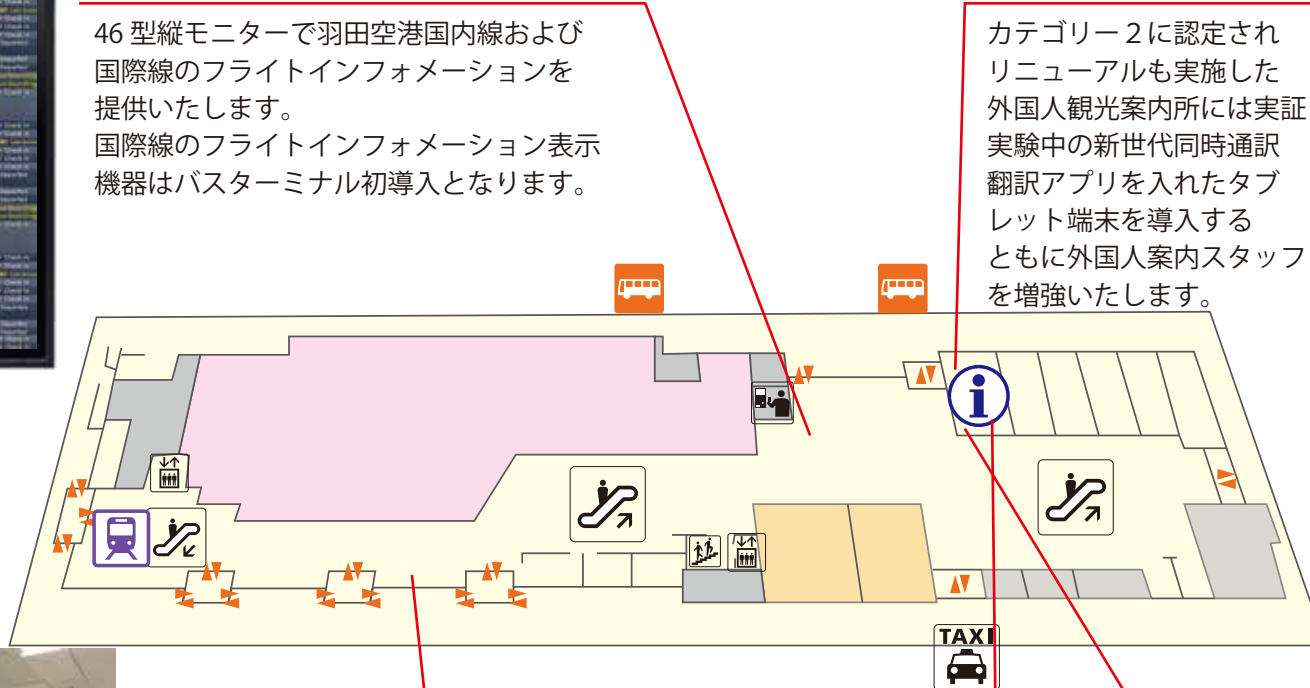 46 型縦モニターで羽田空港国内線および
国際線のフライトインフォメーションを
提供いたします。
国際線のフライトインフォメーション表示
機器はバスターミナル初導入となります。
カテゴリー２に認定され
リニューアルも実施した
外国人観光案内所には実証
実験中の新世代同時通訳
翻訳アプリを入れたタブ
レット端末を導入する
ともに外国人案内スタッフ
を増強いたします。
i
TAXI